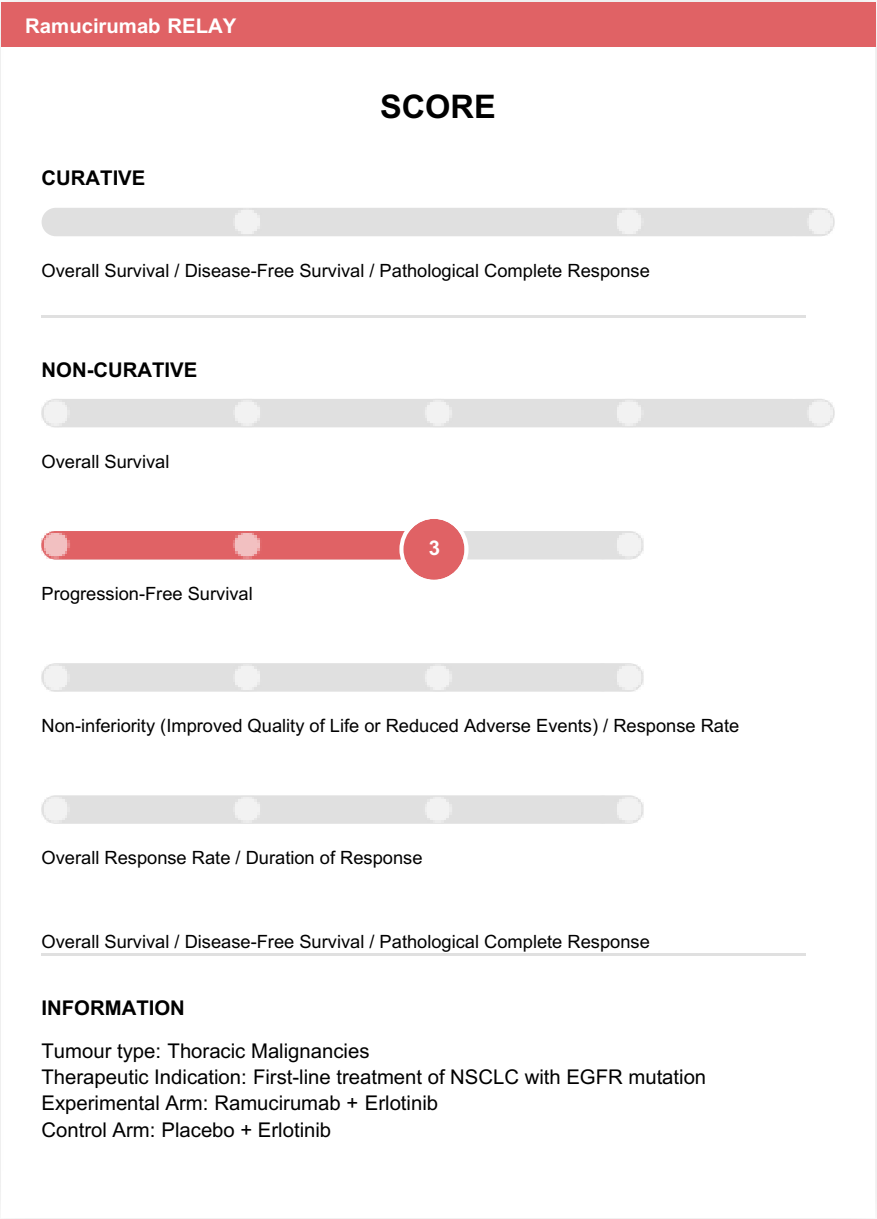 Ramucirumab RELAY
SCORE
CURATIVE
Overall Survival / Disease-Free Survival / Pathological Complete Response
NON-CURATIVE
Overall Survival
3
Progression-Free Survival
Non-inferiority (Improved Quality of Life or Reduced Adverse Events) / Response Rate
Overall Response Rate / Duration of Response
Overall Survival / Disease-Free Survival / Pathological Complete Response
INFORMATION
Tumour type: Thoracic Malignancies
Therapeutic Indication: First-line treatment of NSCLC with EGFR mutation
Experimental Arm: Ramucirumab + Erlotinib
Control Arm: Placebo + Erlotinib